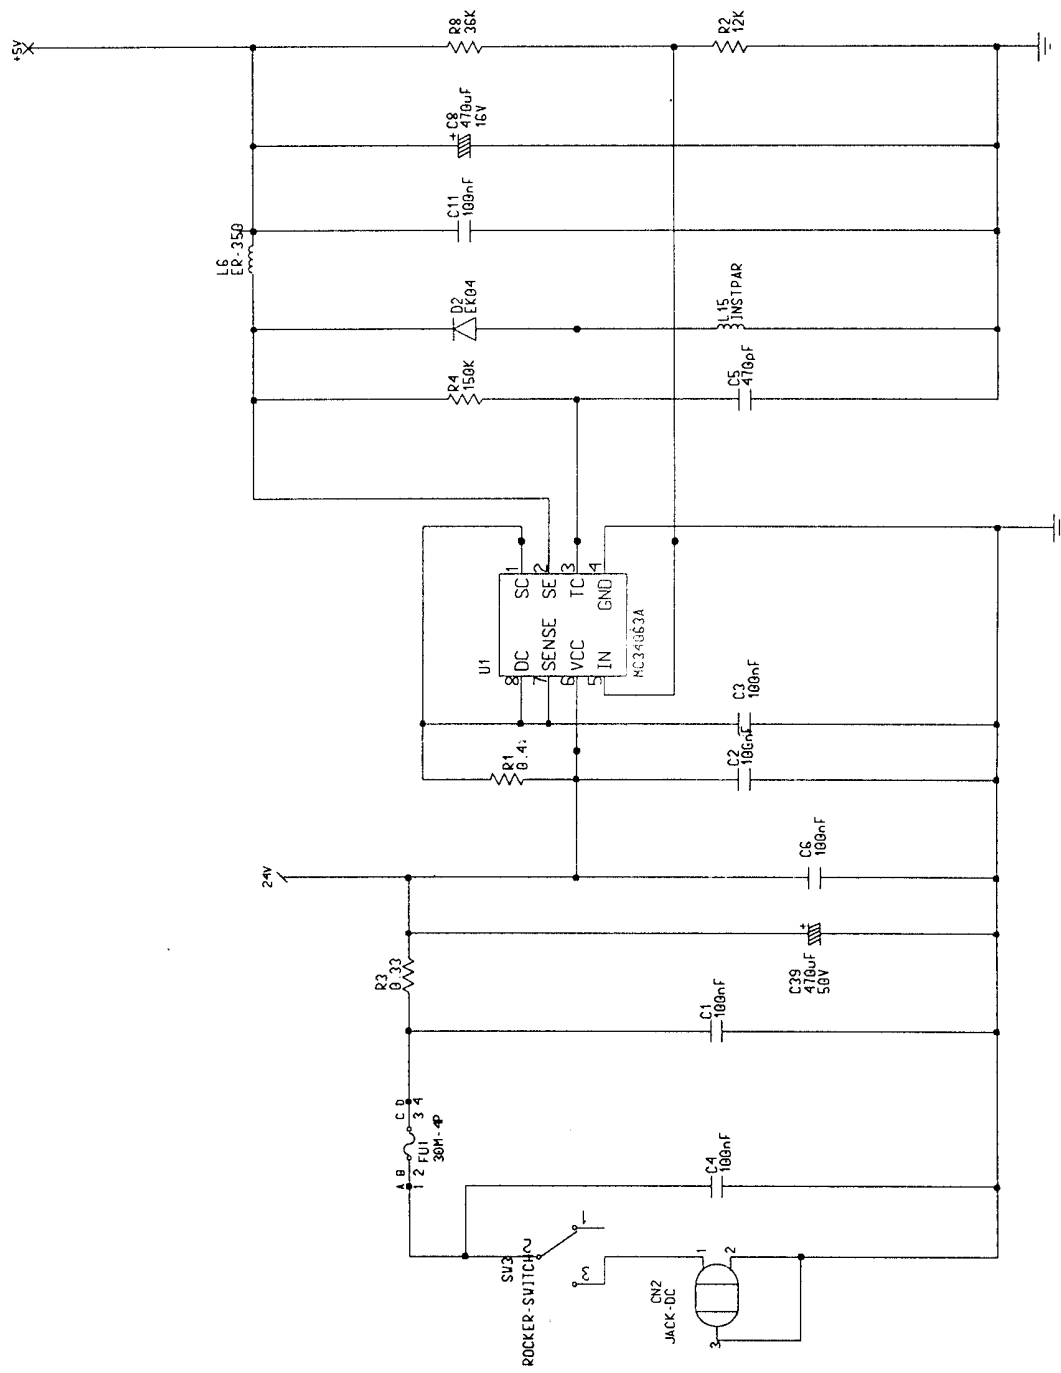 +5V
R8
36K
R2
12K
+
C8
470uF
16V
C11
100nF
L6
ER-350
D2
EK04
L15
INSTPAR
R4
150K
C5
470pF
U1
8 DC
SC 1
7 SENSE
SE 2
6 VCC
TC 3
5 IN
GND 4
MC34063A
R1
C3
100nF
C2
100nF
24V
C6
100nF
R3
0.33
+
C39
470uF
50V
C1
100nF
A B
C D
1 2
3 4
FU1
30M-4P
C4
100nF
SW3
ROCKER-SWITCH
2
1
3
CN2
JACK-DC
1
2
3